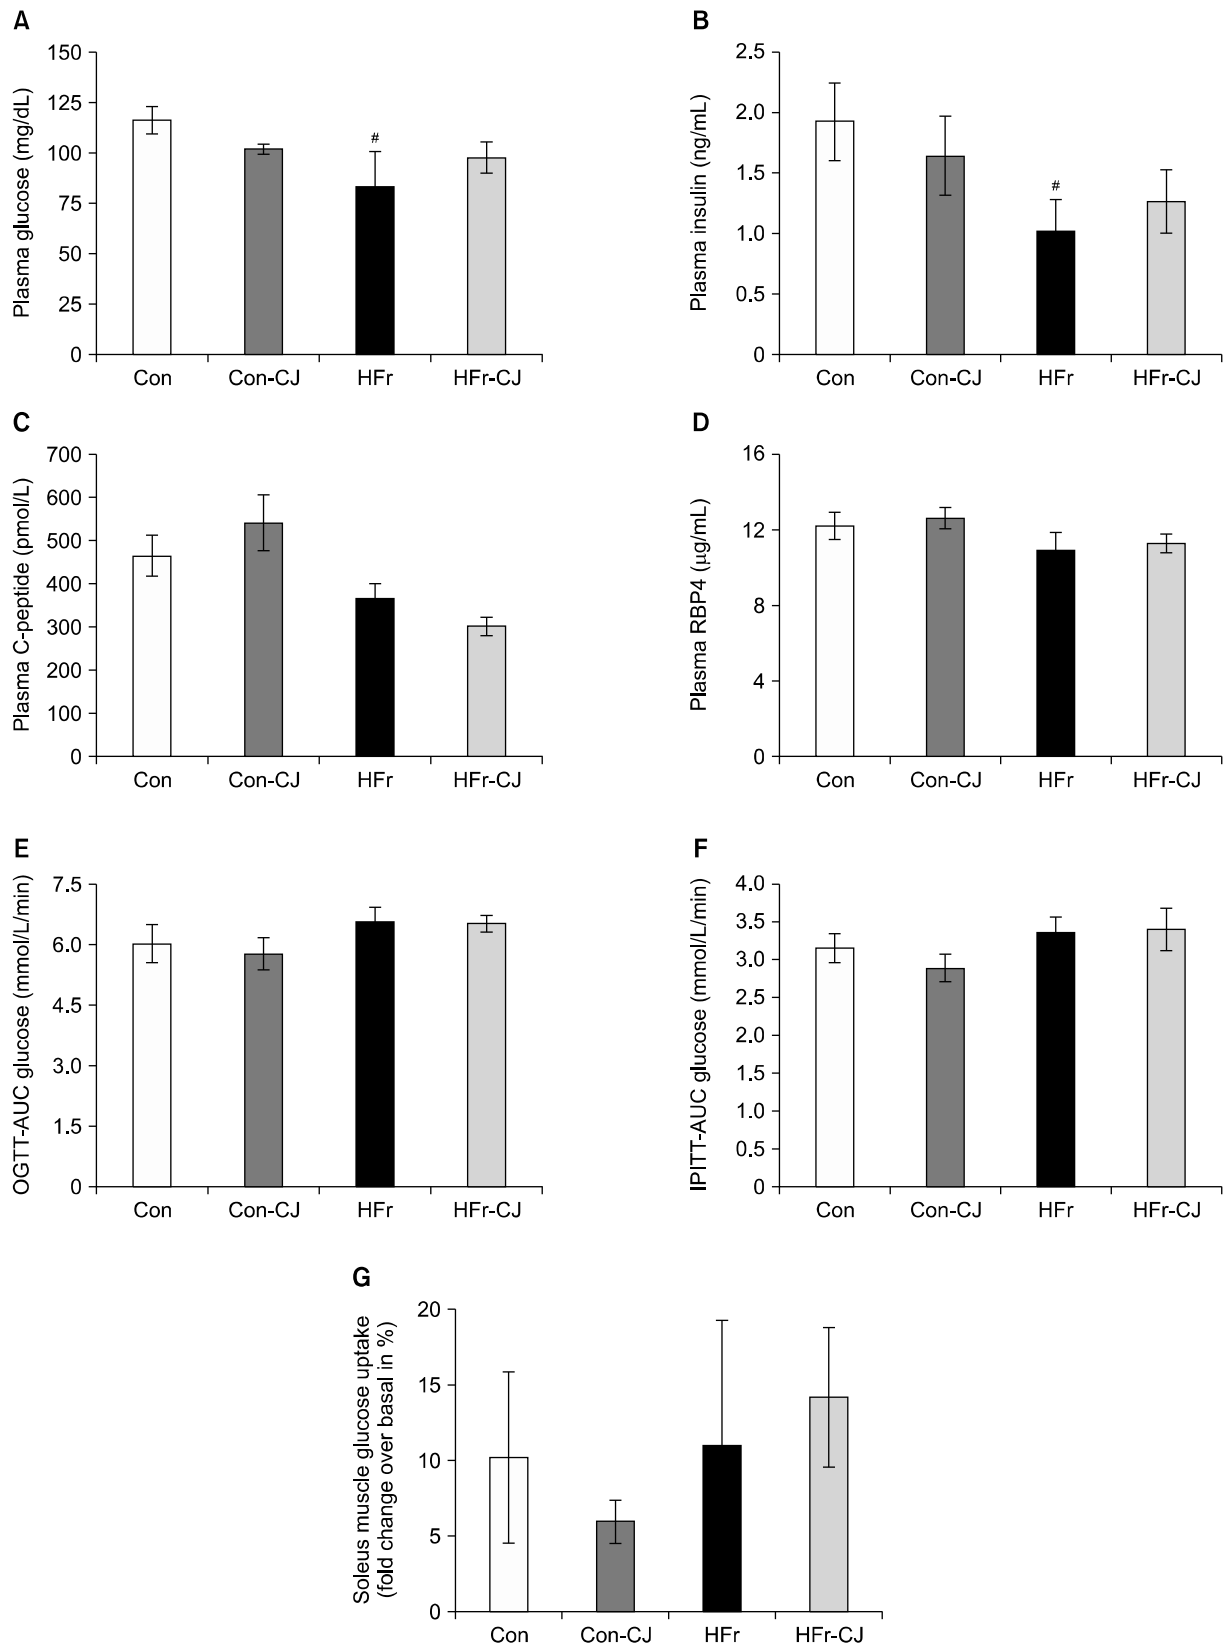 A
Plasma glucose (mg/dL)
150
125
100
75
50
25
0
#
Con
Con-CJ
HFr
HFr-CJ
B
Plasma insulin (ng/mL)
2.5
2.0
1.5
1.0
0.5
0
#
Con
Con-CJ
HFr
HFr-CJ
C
Plasma C-peptide (pmol/L)
700
600
500
400
300
200
100
0
Con
Con-CJ
HFr
HFr-CJ
D
Plasma RBP4 (μg/mL)
16
12
8
4
0
Con
Con-CJ
HFr
HFr-CJ
E
OGTT-AUC glucose (mmol/L/min)
7.5
6.0
4.5
3.0
1.5
0
Con
Con-CJ
HFr
HFr-CJ
F
IPITT-AUC glucose (mmol/L/min)
4.0
3.5
3.0
2.5
2.0
1.5
1.0
0.5
0
Con
Con-CJ
HFr
HFr-CJ
G
Soleus muscle glucose uptake
(fold change over basal in %)
20
15
10
5
0
Con
Con-CJ
HFr
HFr-CJ